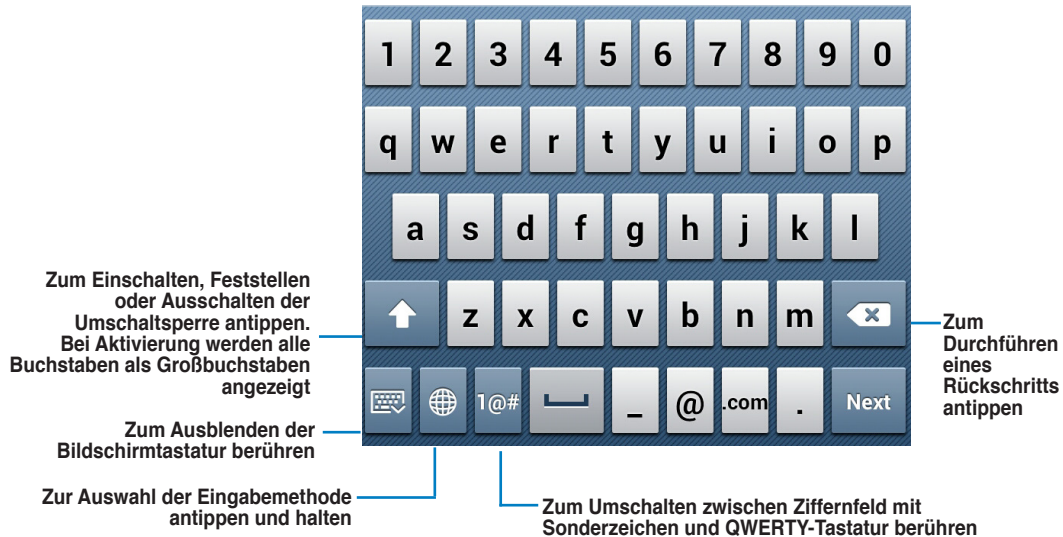 1 2 3 4 5 6 7 8 9 0
q w e r t y u i o p
a s d f g h j k l
Zum Einschalten, Feststellen
oder Ausschalten der
Umschaltsperre antippen.
Bei Aktivierung werden alle
Buchstaben als Großbuchstaben
angezeigt
z x c v b n m
Zum
Durchführen
eines
Rückschritts
antippen
1@# _ @ .com . Next
Zum Ausblenden der
Bildschirmtastatur berühren
Zur Auswahl der Eingabemethode
antippen und halten
Zum Umschalten zwischen Ziffernfeld mit
Sonderzeichen und QWERTY-Tastatur berühren